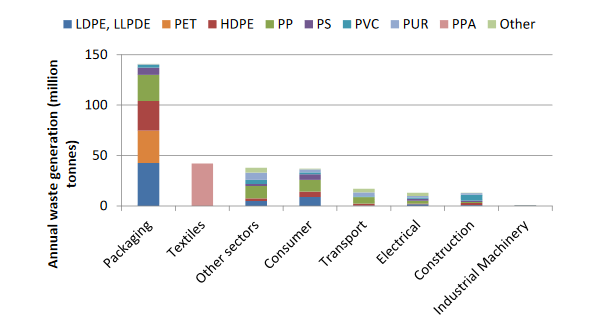 LDPE, LLPDE PET HDPE PP PS PVC PUR PPA Other
Annual waste generation (million
tonnes)
150
100
50
0
Packaging
Textiles
Other sectors
Consumer
Transport
Electrical
Construction
Industrial Machinery